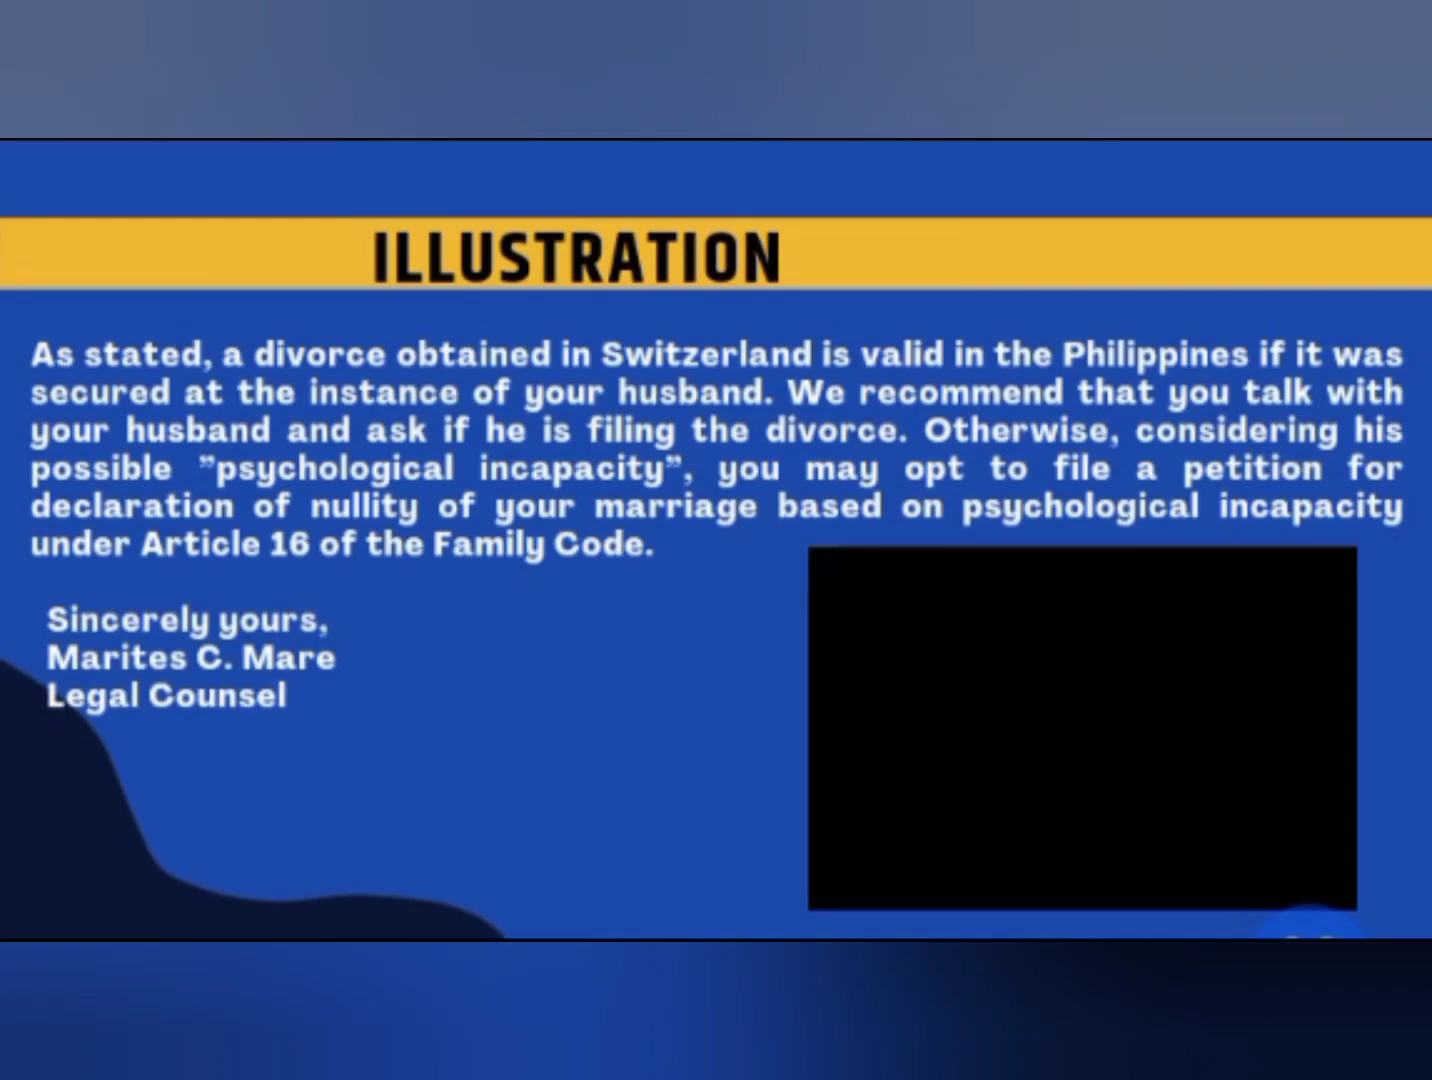 ILLUSTRATION
As stated, a divorce obtained in Switzerland is valid in the Philippines if it was
secured at the instance of your husband. We recommend that you talk with
your husband and ask if he is filing the divorce. Otherwise, considering his
possible ”psychological incapacity”, you may opt to file a petition for
declaration of nullity of your marriage based on psychological incapacity
under Article 16 of the Family Code.
Sincerely yours,
Marites C. Mare
Legal Counsel